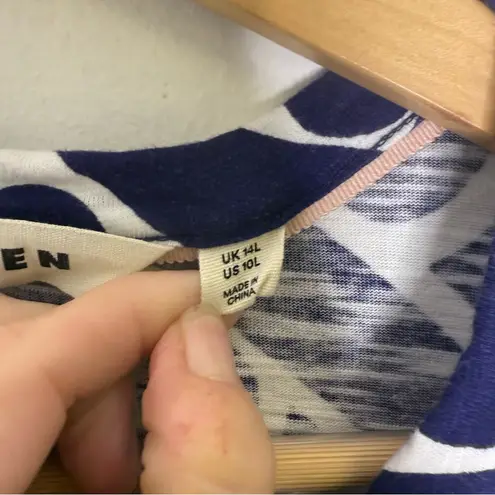 EN
UK 14L
US 10L
MADE IN
CHINA